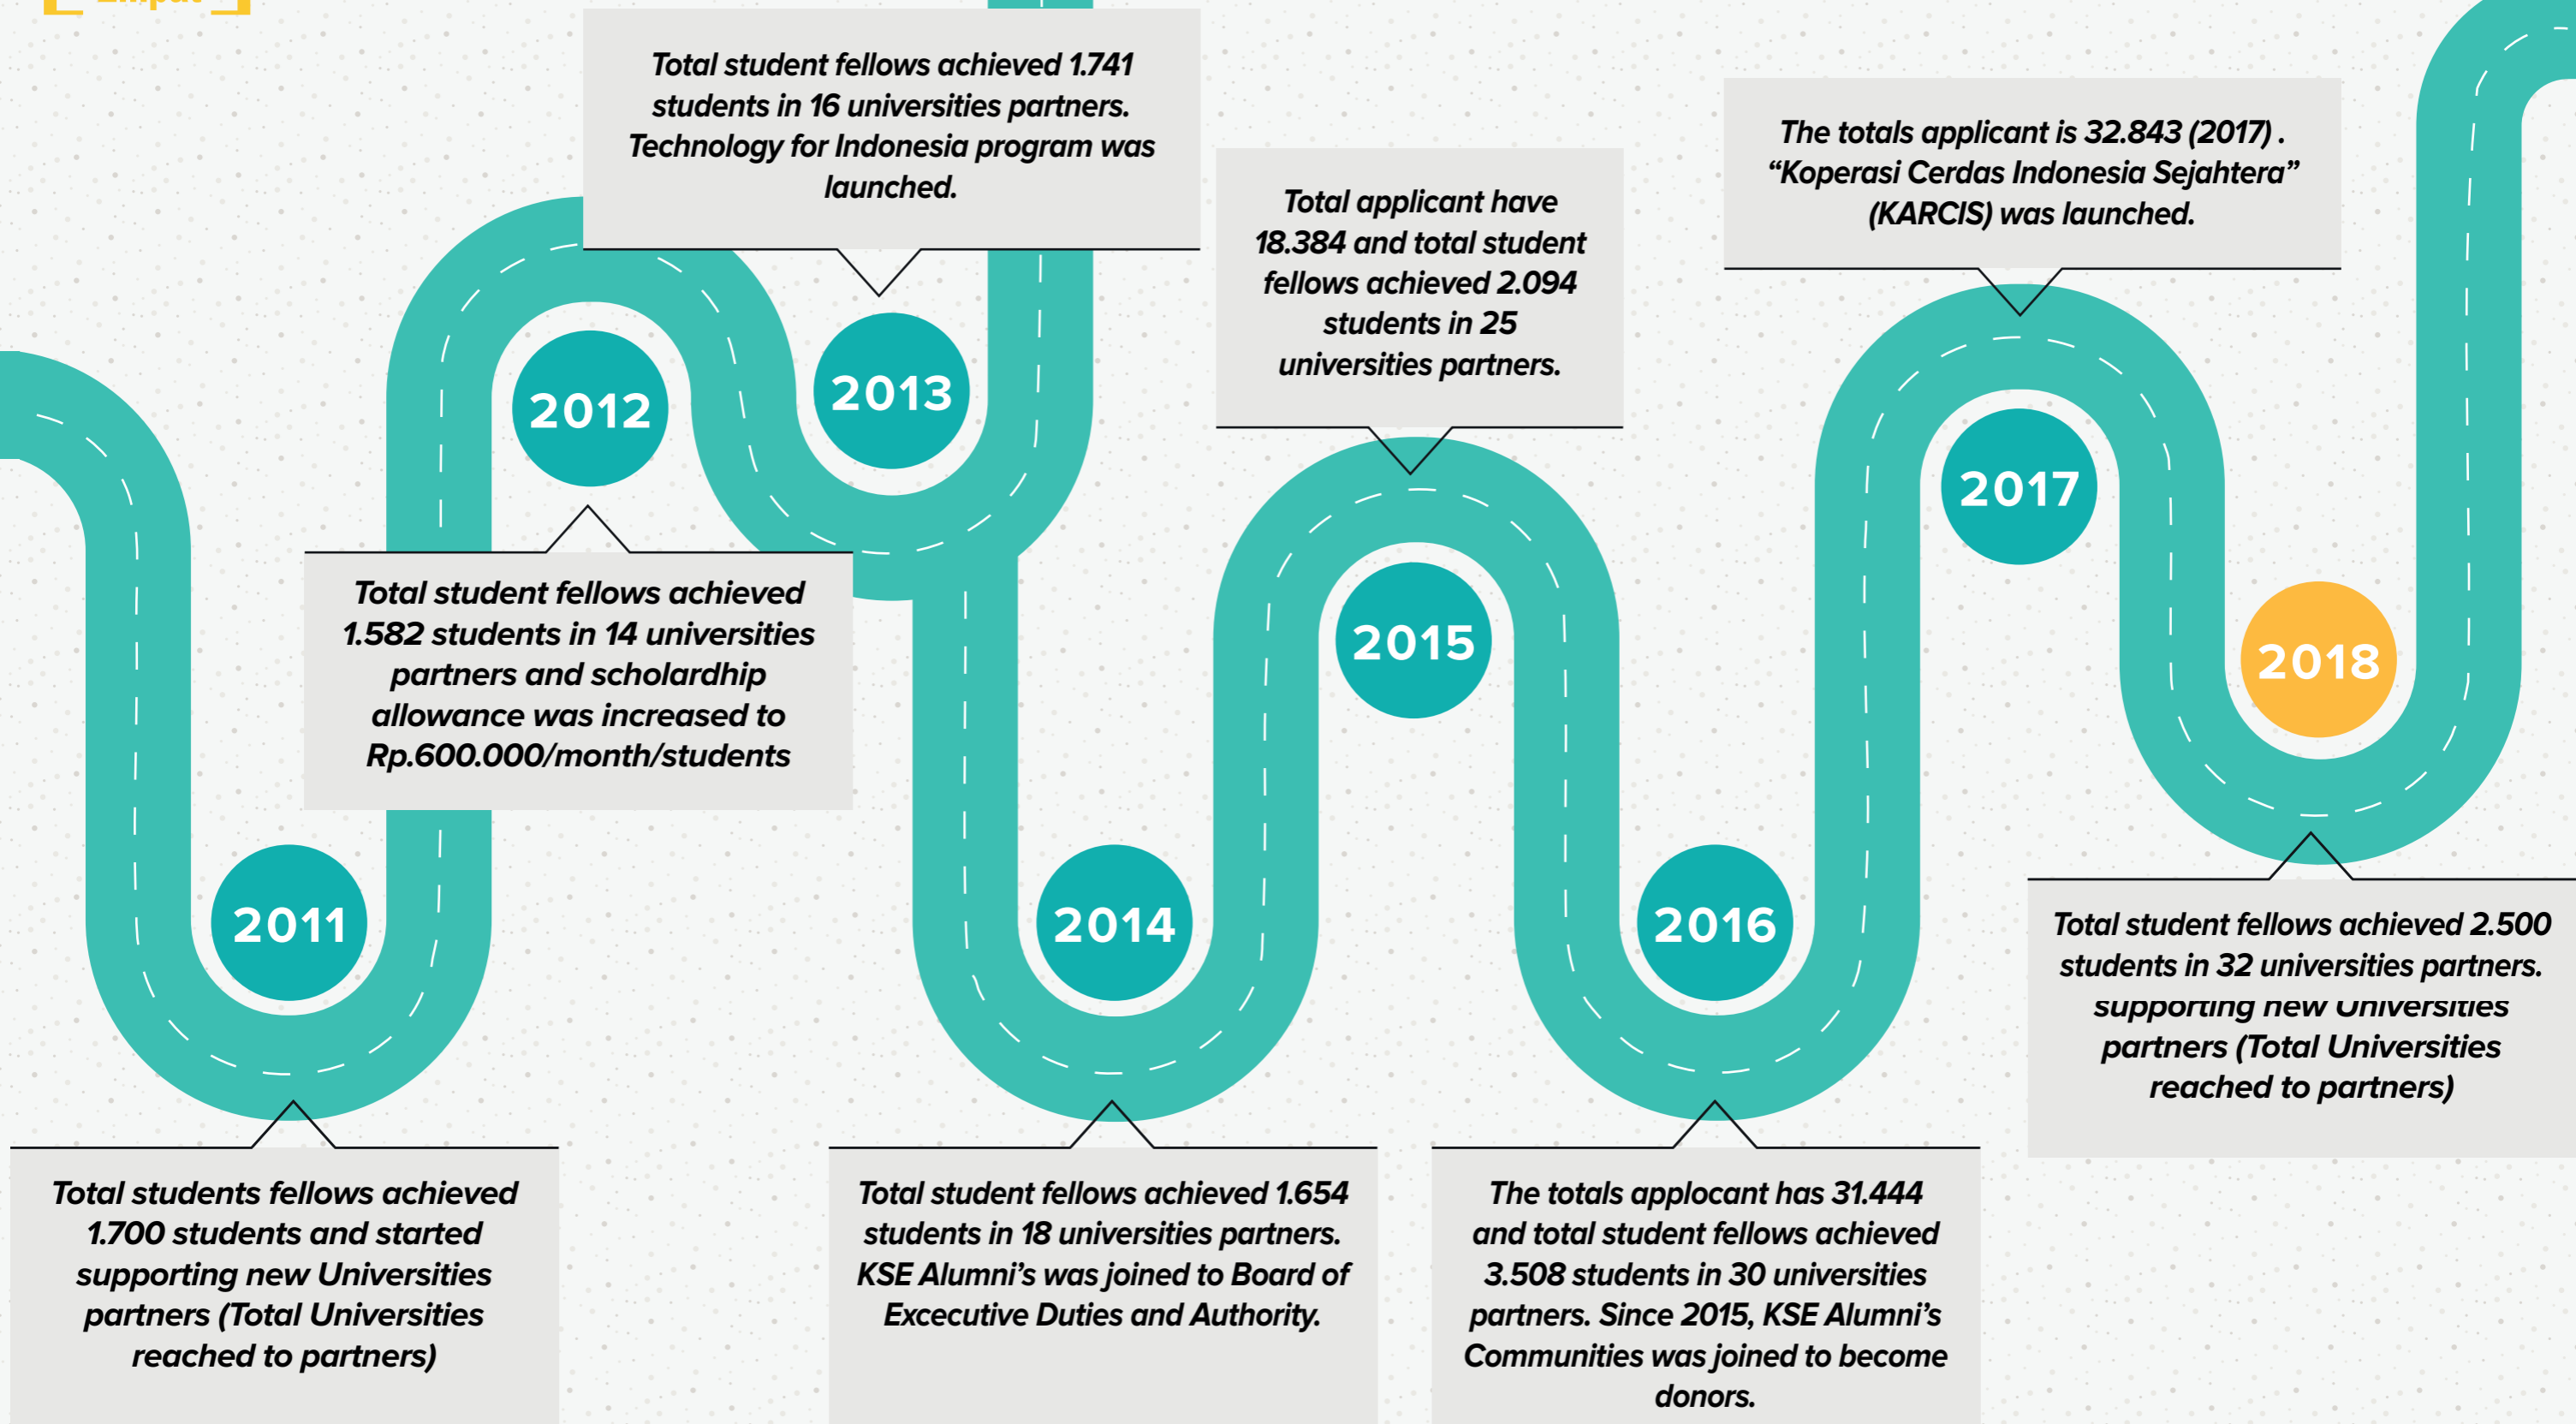 Total student fellows achieved 1.741
students in 16 universities partners.
Technology for Indonesia program was
launched.
The totals applicant is 32.843 (2017) .
“Koperasi Cerdas Indonesia Sejahtera”
(KARCIS) was launched.
Total applicant have
18.384 and total student
fellows achieved 2.094
students in 25
universities partners.
2012
2013
2017
Total student fellows achieved
1.582 students in 14 universities
partners and scholardhip
allowance was increased to
Rp.600.000/month/students
2015
2018
2011
2014
2016
Total student fellows achieved 2.500
students in 32 universities partners.
supporting new Universities
partners (Total Universities
reached to partners)
Total students fellows achieved
1.700 students and started
supporting new Universities
partners (Total Universities
reached to partners)
Total student fellows achieved 1.654
students in 18 universities partners.
KSE Alumni’s was joined to Board of
Excecutive Duties and Authority.
The totals applocant has 31.444
and total student fellows achieved
3.508 students in 30 universities
partners. Since 2015, KSE Alumni’s
Communities was joined to become
donors.